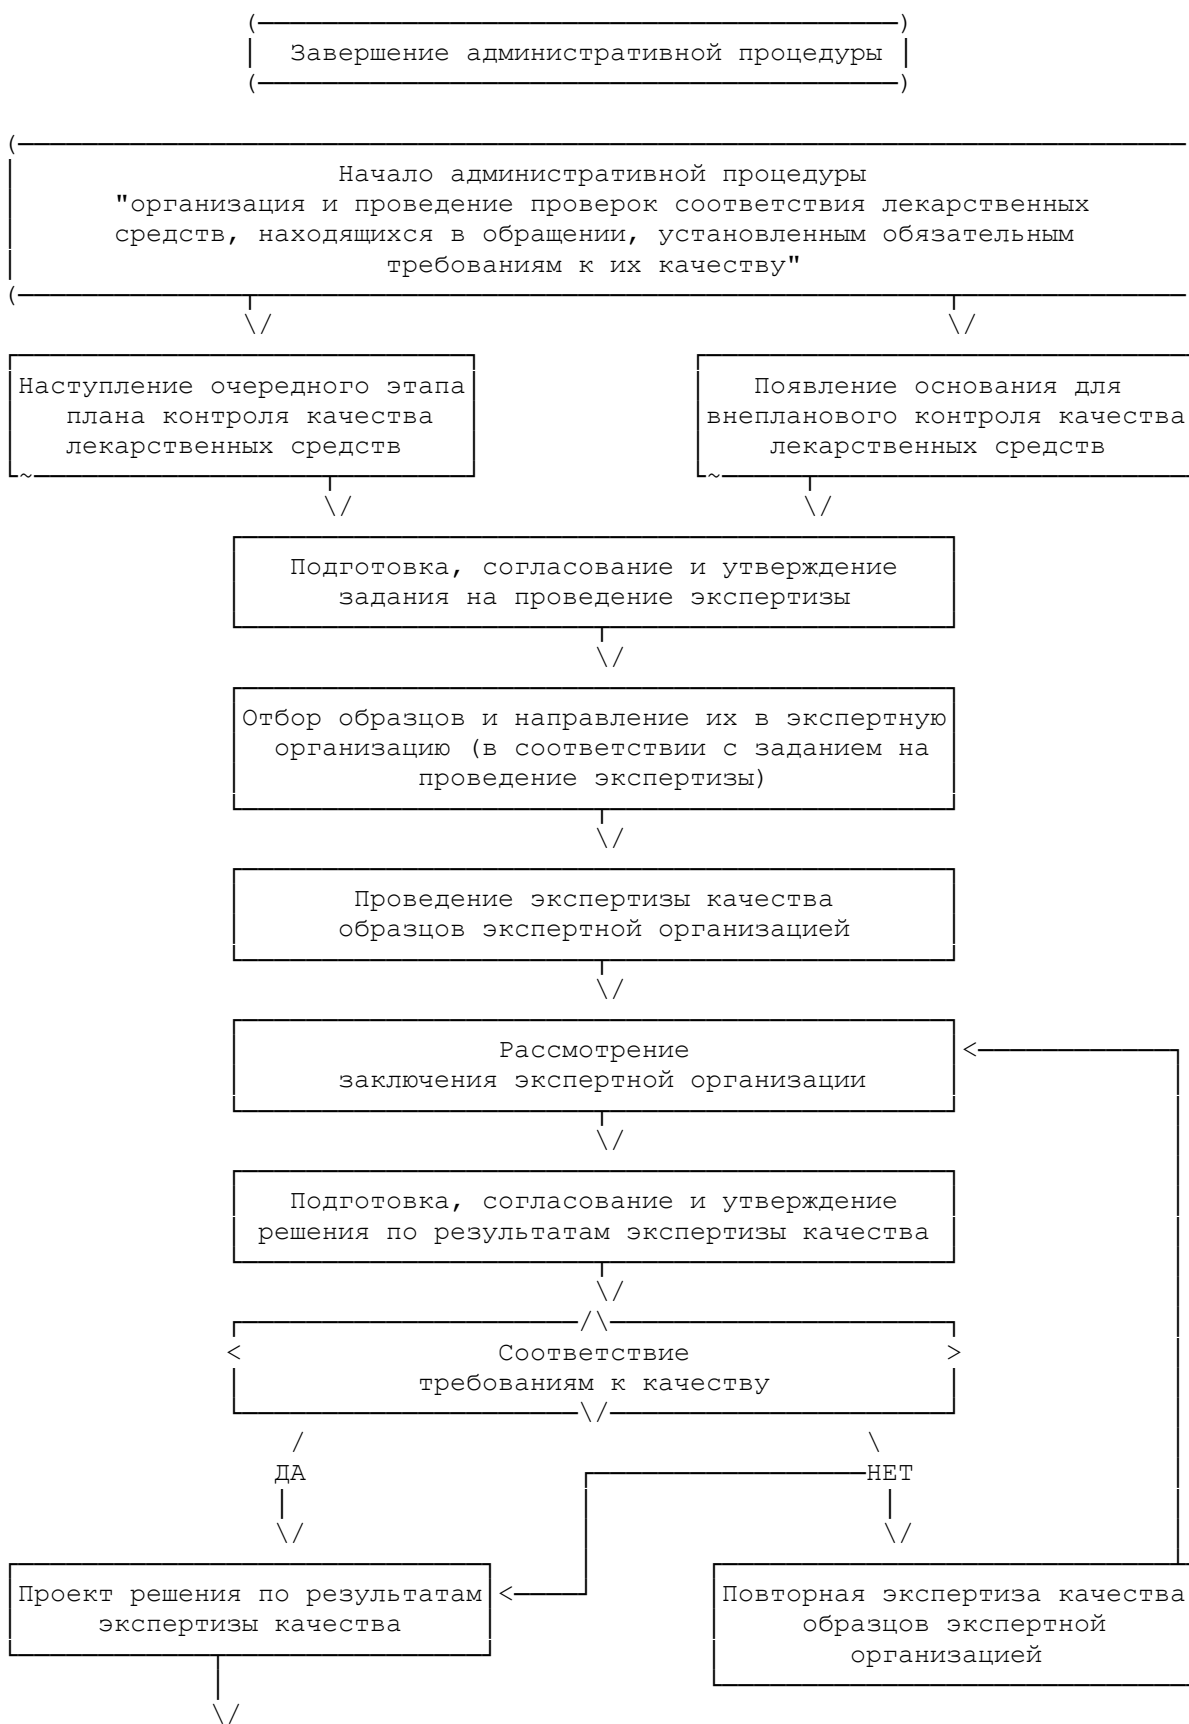 Завершение административной процедуры
Начало административной процедуры
"организация и проведение проверок соответствия лекарственных
средств, находящихся в обращении, установленным обязательным
требованиям к их качеству"
Наступление очередного этапа
плана контроля качества
лекарственных средств
Появление основания для
внепланового контроля качества
лекарственных средств
Подготовка, согласование и утверждение
задания на проведение экспертизы
Отбор образцов и направление их в экспертную
организацию (в соответствии с заданием на
проведение экспертизы)
Проведение экспертизы качества
образцов экспертной организацией
Рассмотрение
заключения экспертной организации
Подготовка, согласование и утверждение
решения по результатам экспертизы качества
Соответствие
требованиям к качеству
ДА
НЕТ
Проект решения по результатам
экспертизы качества
Повторная экспертиза качества
образцов экспертной
организацией